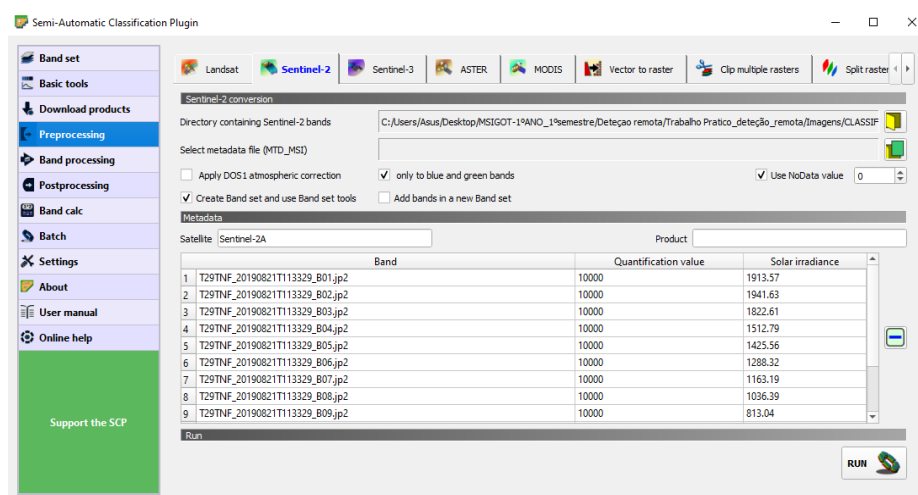 Semi-Automatic Classification Plugin
Band set
Basic tools
Download products
Preprocessing
Band processing
Postprocessing
Band calc
Batch
Settings
About
User manual
Online help
Support the SCP
Landsat Sentinel-2 Sentinel-3 ASTER MODIS Vector to raster Clip multiple rasters Split raster
Sentinel-2 conversion
Directory containing Sentinel-2 bands C:/Users/Asus/Desktop/MSIGOT-1ºANO_1ºsemestre/Deteçao remota/Trabalho Pratico_deteção_remota/Imagens/CLASSIF
Select metadata file (MTD_MSI)
Apply DOS1 atmospheric correction only to blue and green bands Use NoData value 0
Create Band set and use Band set tools Add bands in a new Band set
Metadata
Satellite Sentinel-2A Product
Band Quantification value Solar irradiance
1 T29TNF_20190821T113329_B01.jp2 10000 1913.57
2 T29TNF_20190821T113329_B02.jp2 10000 1941.63
3 T29TNF_20190821T113329_B03.jp2 10000 1822.61
4 T29TNF_20190821T113329_B04.jp2 10000 1512.79
5 T29TNF_20190821T113329_B05.jp2 10000 1425.56
6 T29TNF_20190821T113329_B06.jp2 10000 1288.32
7 T29TNF_20190821T113329_B07.jp2 10000 1163.19
8 T29TNF_20190821T113329_B08.jp2 10000 1036.39
9 T29TNF_20190821T113329_B09.jp2 10000 813.04
Run
RUN